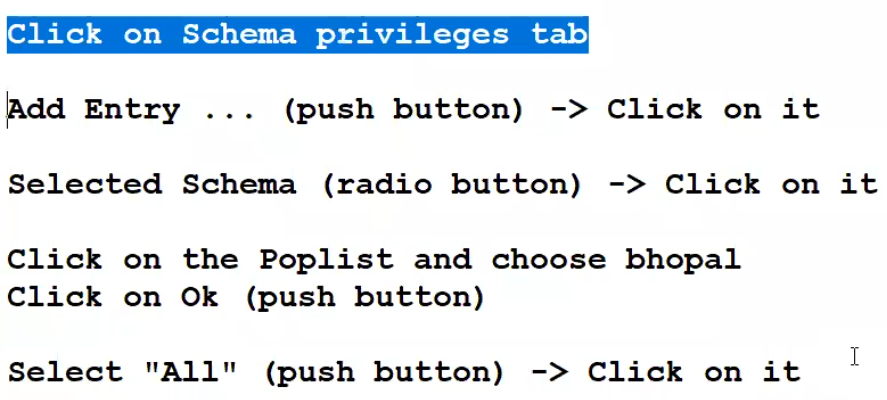 Click on Schema privileges tab
Add Entry ... (push button) -> Click on it
Selected Schema (radio button) -> Click on it
Click on the Poplist and choose bhopal
Click on Ok (push button)
Select "All" (push button) -> Click on it